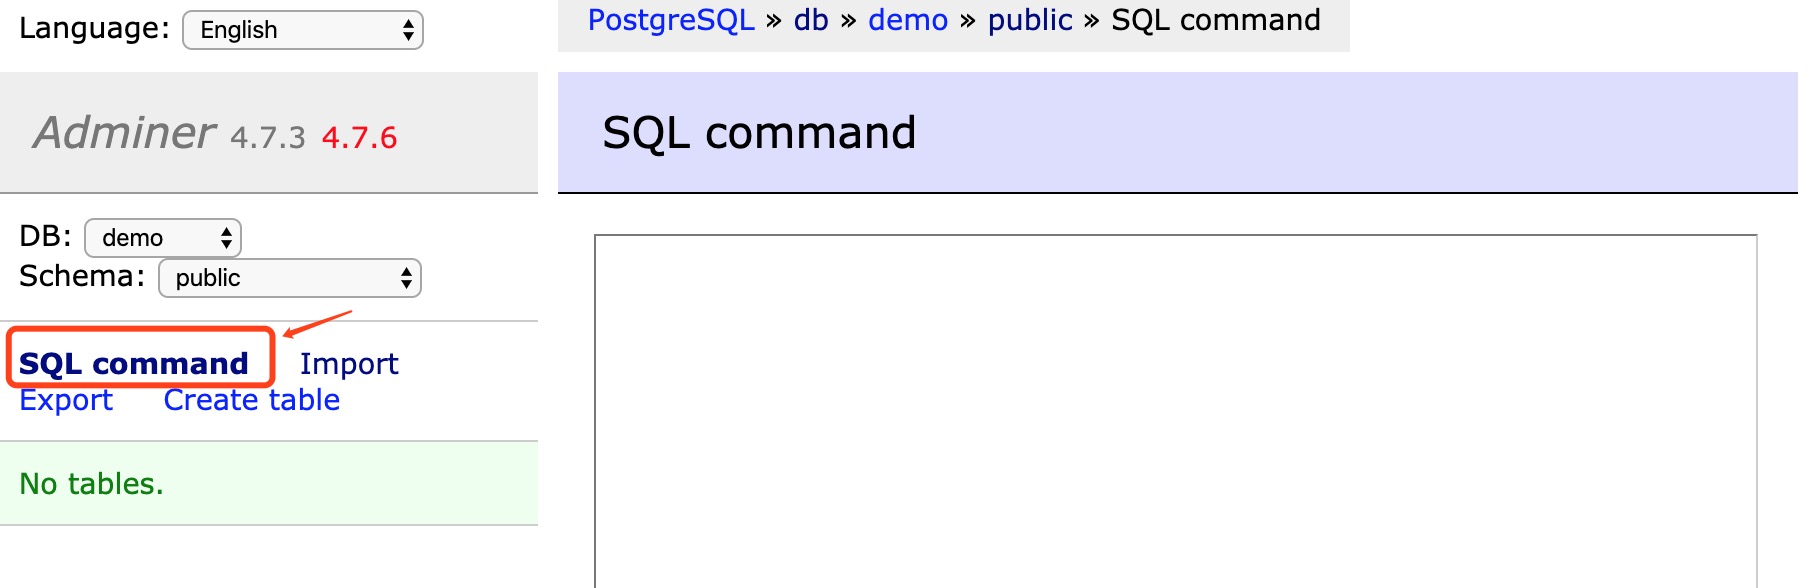 Language: English
PostgreSQL » db » demo » public » SQL command
Adminer 4.7.3 4.7.6
SQL command
DB: demo
Schema: public
SQL command Import
Export Create table
No tables.